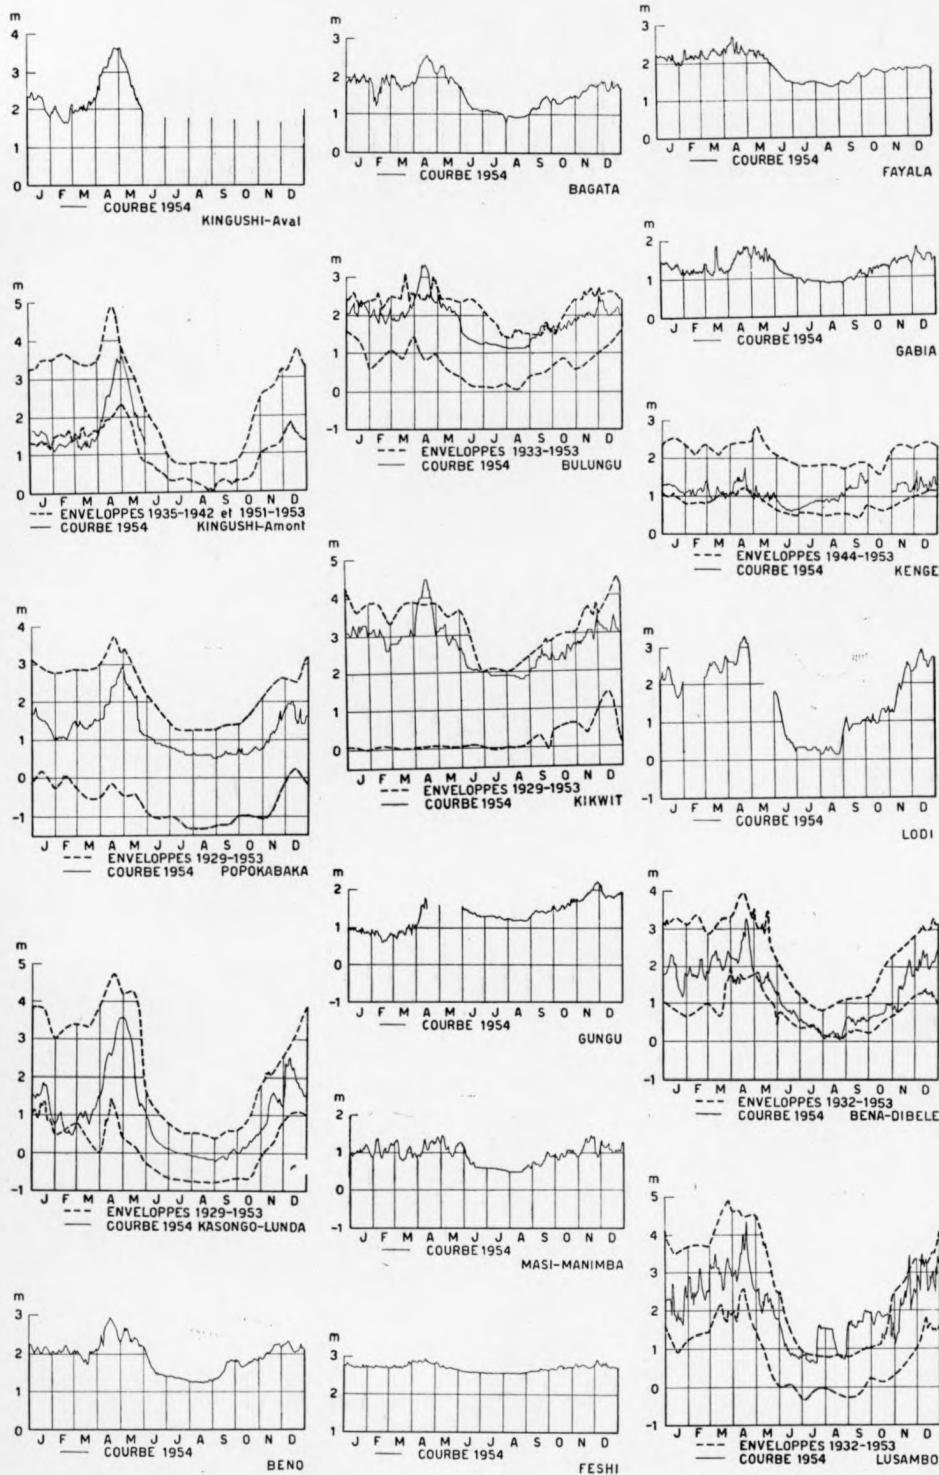 m
4
3
2
1
0
J F M A M J J A S O N D
— COURBE 1954
KINGUSHI-Aval
m
5
4
3
2
1
0
J F M A M J J A S O N D
--- ENVELOPPES 1935-1942 et 1951-1953
— COURBE 1954 KINGUSHI-Amont
m
4
3
2
1
0
-1
J F M A M J J A S O N D
--- ENVELOPPES 1929-1953
— COURBE 1954 POPOKABAKA
m
5
4
3
2
1
0
-1
J F M A M J J A S O N D
--- ENVELOPPES 1929-1953
— COURBE 1954 KASONGO-LUNDA
m
3
2
1
0
J F M A M J J A S O N D
— COURBE 1954
BENO
m
3
2
1
0
J F M A M J J A S O N D
— COURBE 1954
BAGATA
m
3
2
1
0
-1
J F M A M J J A S O N D
--- ENVELOPPES 1933-1953
— COURBE 1954 BULUNGU
m
4
3
2
1
0
J F M A M J J A S O N D
--- ENVELOPPES 1929-1953
— COURBE 1954 KIKWIT
m
2
1
0
-1
J F M A M J J A S O N D
— COURBE 1954
GUNGU
m
2
1
0
-1
J F M A M J J A S O N D
— COURBE 1954
MASI-MANIMBA
m
3
2
1
J F M A M J J A S O N D
— COURBE 1954
FESHI
m
3
2
1
0
J F M A M J J A S O N D
— COURBE 1954
FAYALA
m
2
1
0
J F M A M J J A S O N D
— COURBE 1954
GABIA
m
3
2
1
0
J F M A M J J A S O N D
--- ENVELOPPES 1944-1953
— COURBE 1954 KENGE
m
3
2
1
0
-1
J F M A M J J A S O N D
— COURBE 1954
LODI
m
4
3
2
1
0
-1
J F M A M J J A S O N D
--- ENVELOPPES 1932-1953
— COURBE 1954 BENA-DIBELE
m
5
4
3
2
1
0
-1
J F M A M J J A S O N D
--- ENVELOPPES 1932-1953
— COURBE 1954 LUSAMBO